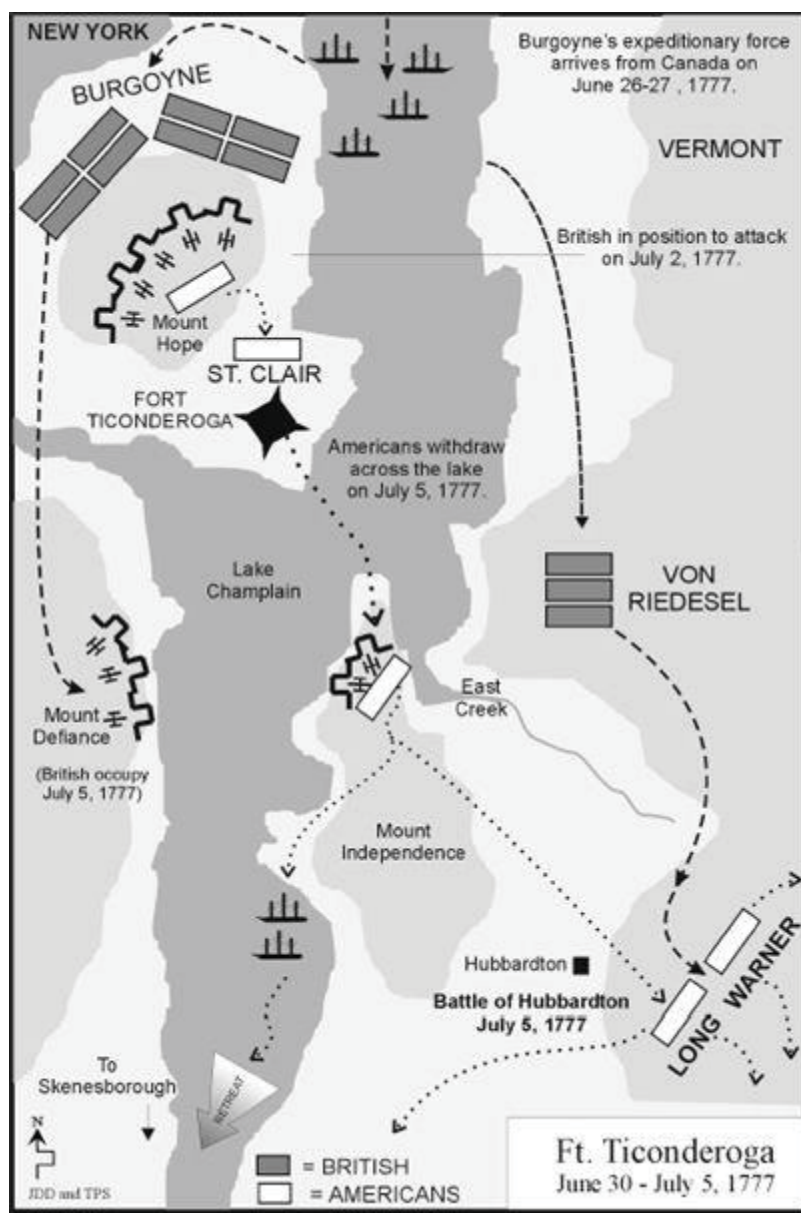 NEW YORK
BURGOYNE
Burgoyne's expeditionary force
arrives from Canada on
June 26-27 , 1777.
VERMONT
British in position to attack
on July 2, 1777.
Mount
Hope
ST. CLAIR
FORT
TICONDEROGA
Americans withdraw
across the lake
on July 5, 1777.
Lake
Champlain
VON
RIEDESEL
East
Creek
Mount
Defiance
(British occupy
July 5, 1777)
Mount
Independence
Hubbardton
Battle of Hubbardton
July 5, 1777
LONG
WARNER
To
Skenesborough
RETREAT
N
JDD and TPS
= BRITISH
= AMERICANS
Ft. Ticonderoga
June 30 - July 5, 1777